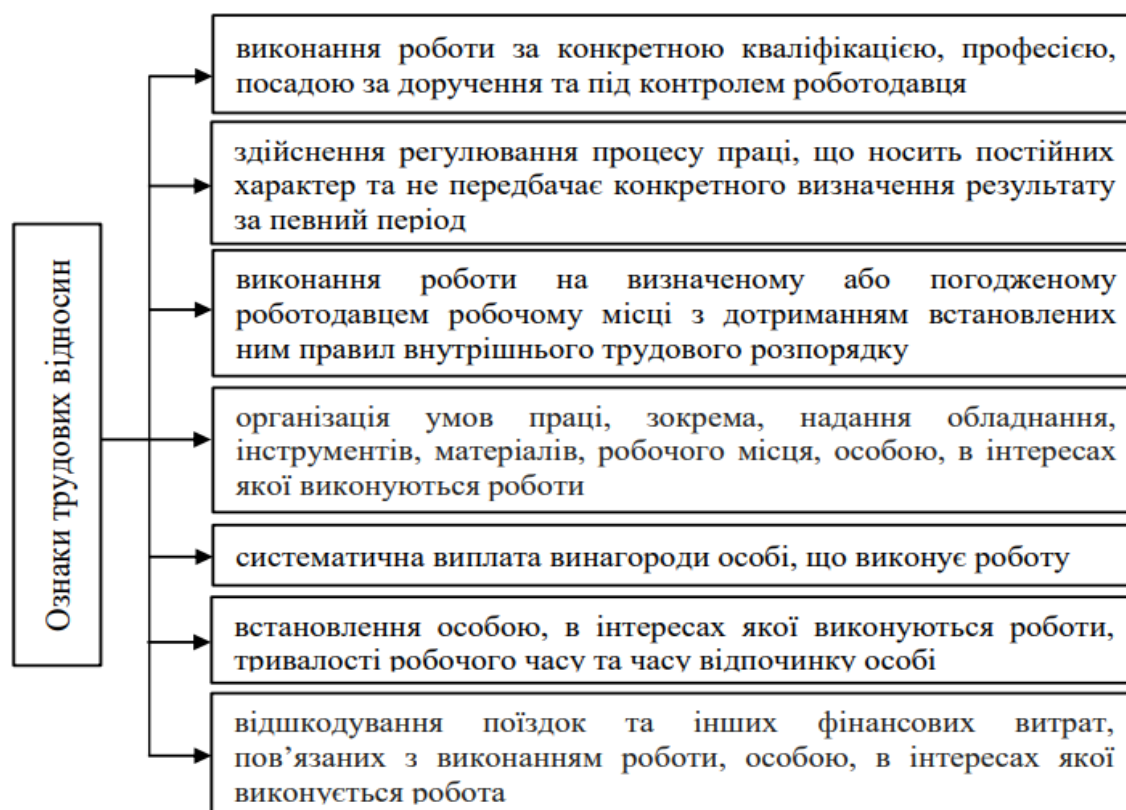 Ознаки трудових відносин
виконання роботи за конкретною кваліфікацією, професією,
посадою за доручення та під контролем роботодавця
здійснення регулювання процесу праці, що носить постійних
характер та не передбачає конкретного визначення результату
за певний період
виконання роботи на визначеному або погодженому
роботодавцем робочому місці з дотриманням встановлених
ним правил внутрішнього трудового розпорядку
організація умов праці, зокрема, надання обладнання,
інструментів, матеріалів, робочого місця, особою, в інтересах
якої виконуються роботи
систематична виплата винагороди особі, що виконує роботу
встановлення особою, в інтересах якої виконуються роботи,
тривалості робочого часу та часу відпочинку особі
відшкодування поїздок та інших фінансових витрат,
пов’язаних з виконанням роботи, особою, в інтересах якої
виконується робота